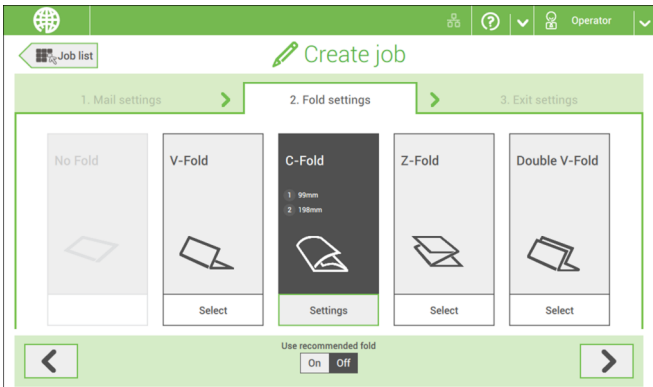 Operator
Job list
Create job
1. Mail settings
2. Fold settings
3. Exit settings
No Fold
V-Fold
C-Fold
Z-Fold
Double V-Fold
1 99mm
2 198mm
Select
Settings
Select
Select
Use recommended fold
On Off